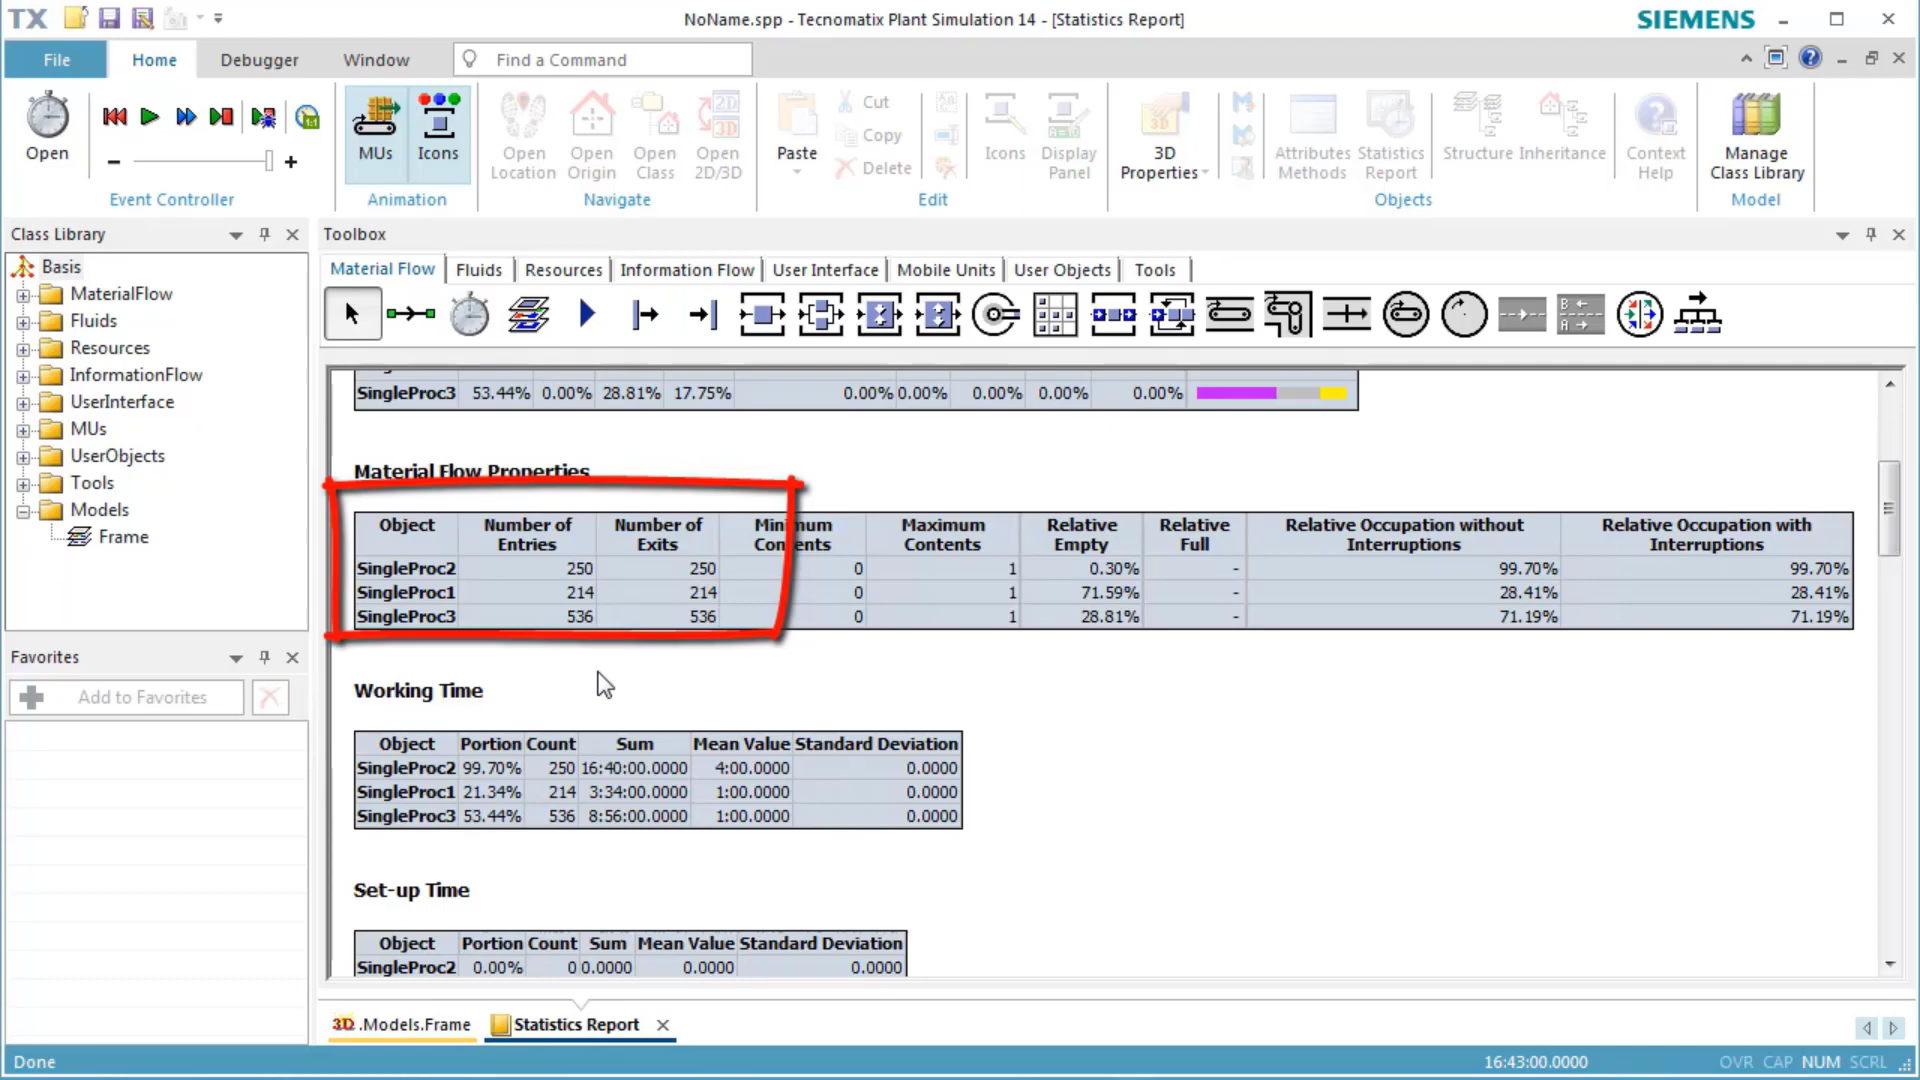 TX
NoName.spp - Tecnomatix Plant Simulation 14 - [Statistics Report]
SIEMENS
File Home Debugger Window Find a Command
Open
Event Controller
MUs Icons
Animation
Open Location Open Origin Open Class Open 2D/3D
Navigate
Paste Cut Copy Delete Icons Display Panel
Edit
3D Properties Attributes Methods Statistics Report Structure Inheritance Context Help
Objects
Manage Class Library
Model
Class Library
Basis
MaterialFlow
Fluids
Resources
InformationFlow
UserInterface
MUs
UserObjects
Tools
Models
Frame
Favorites
Add to Favorites
Toolbox
Material Flow Fluids Resources Information Flow User Interface Mobile Units User Objects Tools
SingleProc3 53.44% 0.00% 28.81% 17.75% 0.00% 0.00% 0.00% 0.00% 0.00%
Material Flow Properties
Object Number of Entries Number of Exits Minimum Contents Maximum Contents Relative Empty Relative Full Relative Occupation without Interruptions Relative Occupation with Interruptions
SingleProc2 250 250 0 1 0.30% - 99.70% 99.70%
SingleProc1 214 214 0 1 71.59% - 28.41% 28.41%
SingleProc3 536 536 0 1 28.81% - 71.19% 71.19%
Working Time
Object Portion Count Sum Mean Value Standard Deviation
SingleProc2 99.70% 250 16:40:00.0000 4:00.0000 0.0000
SingleProc1 21.34% 214 3:34:00.0000 1:00.0000 0.0000
SingleProc3 53.44% 536 8:56:00.0000 1:00.0000 0.0000
Set-up Time
Object Portion Count Sum Mean Value Standard Deviation
SingleProc2 0.00% 0 0.0000 0.0000 0.0000
3D .Models.Frame Statistics Report
Done 16:43:00.0000 OVR CAP NUM SCRL